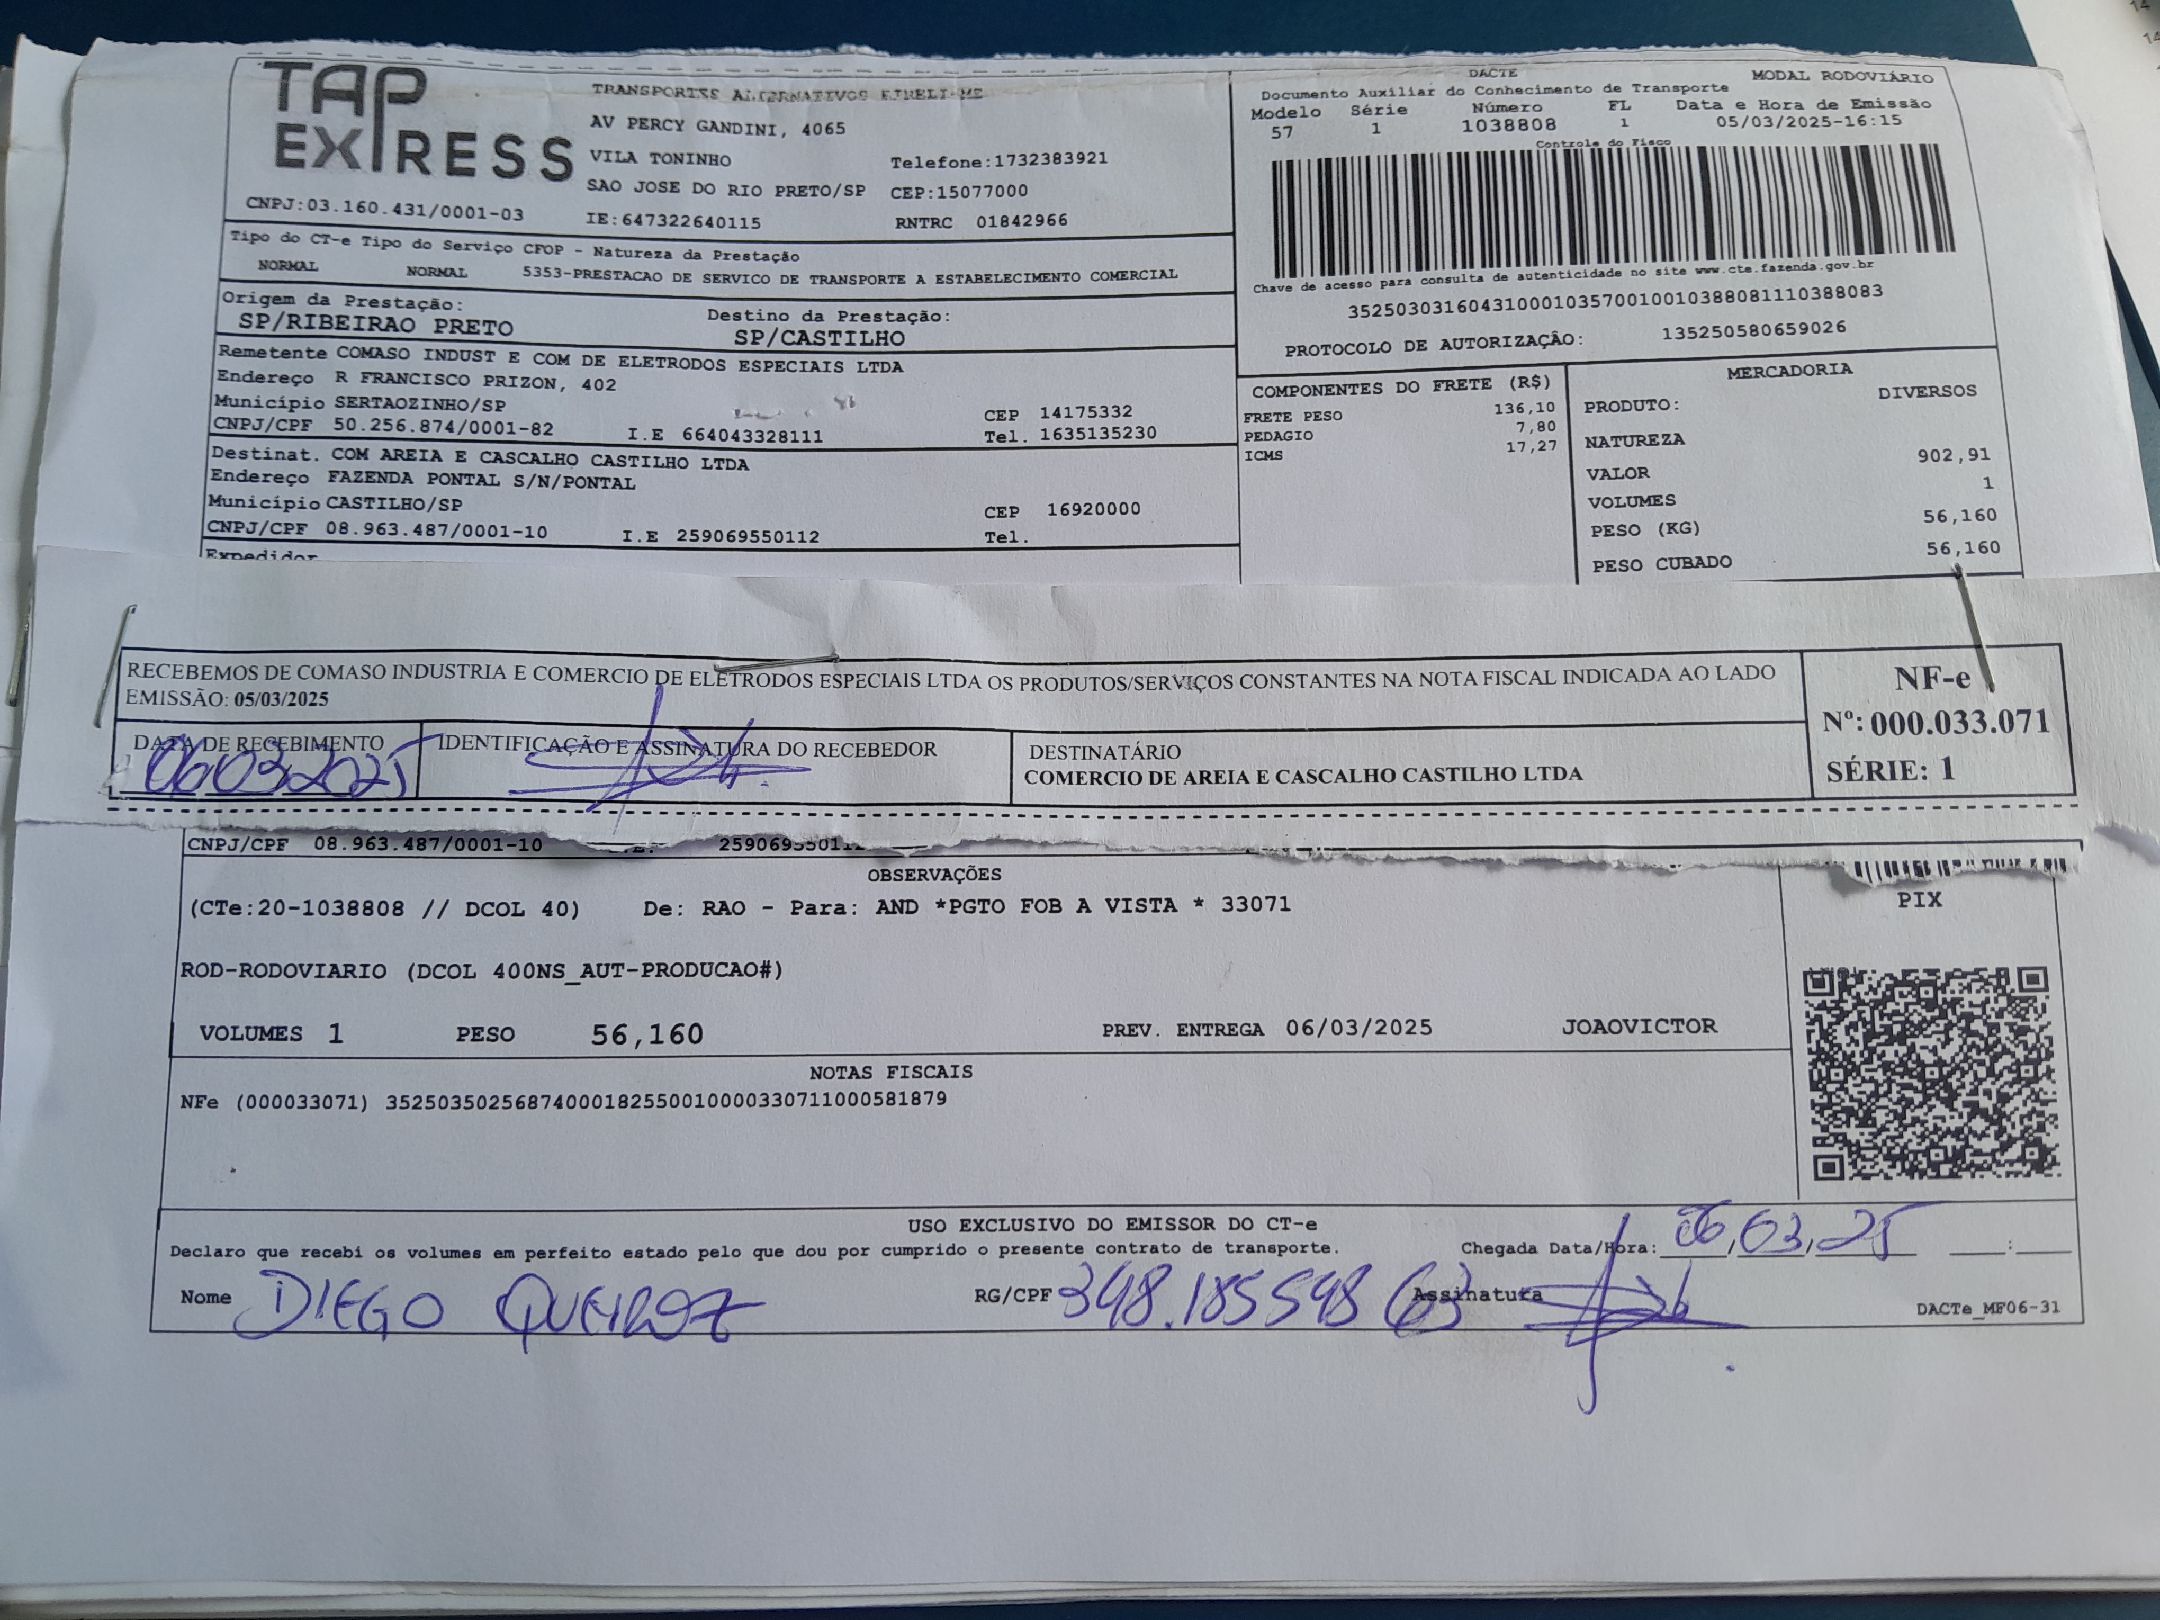 TAP EXPRESS
TRANSPORTES ALTERNATIVOS EIRELI-ME
AV PERCY GANDINI, 4065
VILA TONINHO Telefone:1732383921
SAO JOSE DO RIO PRETO/SP CEP:15077000
CNPJ:03.160.431/0001-03 IE:647322640115 RNTRC 01842966
DACTE MODAL RODOVIÁRIO
Documento Auxiliar do Conhecimento de Transporte
Modelo Série Número FL Data e Hora de Emissão
57 1 1038808 1 05/03/2025-16:15
Controle do Fisco
Chave de acesso para consulta de autenticidade no site www.cte.fazenda.gov.br
35250303160431000103570010010388081110388083
PROTOCOLO DE AUTORIZAÇÃO: 135250580659026
Tipo do CT-e Tipo do Serviço CFOP - Natureza da Prestação
NORMAL NORMAL 5353-PRESTACAO DE SERVICO DE TRANSPORTE A ESTABELECIMENTO COMERCIAL
Origem da Prestação: Destino da Prestação:
SP/RIBEIRAO PRETO SP/CASTILHO
Remetente COMASO INDUST E COM DE ELETRODOS ESPECIAIS LTDA
Endereço R FRANCISCO PRIZON, 402
Município SERTAOZINHO/SP CEP 14175332
CNPJ/CPF 50.256.874/0001-82 I.E 664043328111 Tel. 1635135230
Destinat. COM AREIA E CASCALHO CASTILHO LTDA
Endereço FAZENDA PONTAL S/N/PONTAL
Município CASTILHO/SP CEP 16920000
CNPJ/CPF 08.963.487/0001-10 I.E 259069550112 Tel.
Expedidor
COMPONENTES DO FRETE (R$)
FRETE PESO 136,10
PEDAGIO 7,80
ICMS 17,27
MERCADORIA
PRODUTO: DIVERSOS
NATUREZA
VALOR 902,91
VOLUMES 1
PESO (KG) 56,160
PESO CUBADO 56,160
RECEBEMOS DE COMASO INDUSTRIA E COMERCIO DE ELETRODOS ESPECIAIS LTDA OS PRODUTOS/SERVIÇOS CONSTANTES NA NOTA FISCAL INDICADA AO LADO
EMISSÃO: 05/03/2025
DATA DE RECEBIMENTO IDENTIFICAÇÃO E ASSINATURA DO RECEBEDOR
06 03 2025
DESTINATÁRIO
COMERCIO DE AREIA E CASCALHO CASTILHO LTDA
NF-e
Nº: 000.033.071
SÉRIE: 1
CNPJ/CPF 08.963.487/0001-10
OBSERVAÇÕES
(CTe:20-1038808 // DCOL 40) De: RAO - Para: AND *PGTO FOB A VISTA * 33071
ROD-RODOVIARIO (DCOL 400NS_AUT-PRODUCAO#)
VOLUMES 1 PESO 56,160 PREV. ENTREGA 06/03/2025 JOAOVICTOR
PIX
NOTAS FISCAIS
NFe (000033071) 35250350256874000182550010000330711000581879
USO EXCLUSIVO DO EMISSOR DO CT-e
Declaro que recebi os volumes em perfeito estado pelo que dou por cumprido o presente contrato de transporte. Chegada Data/Hora: 06/03/25 :
Nome DIEGO QUEIROZ RG/CPF 348.185548 63 Assinatura
DACTe_MF06-31